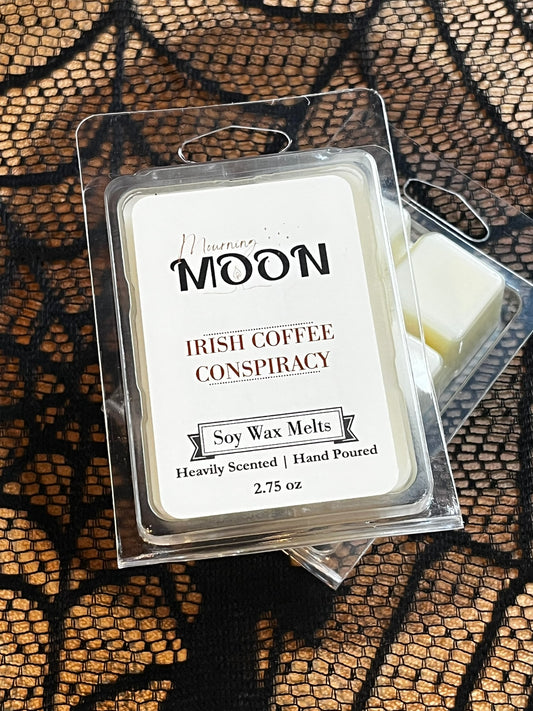 Mourning
MOON
IRISH COFFEE
CONSPIRACY
Soy Wax Melts
Heavily Scented | Hand Poured
2.75 oz